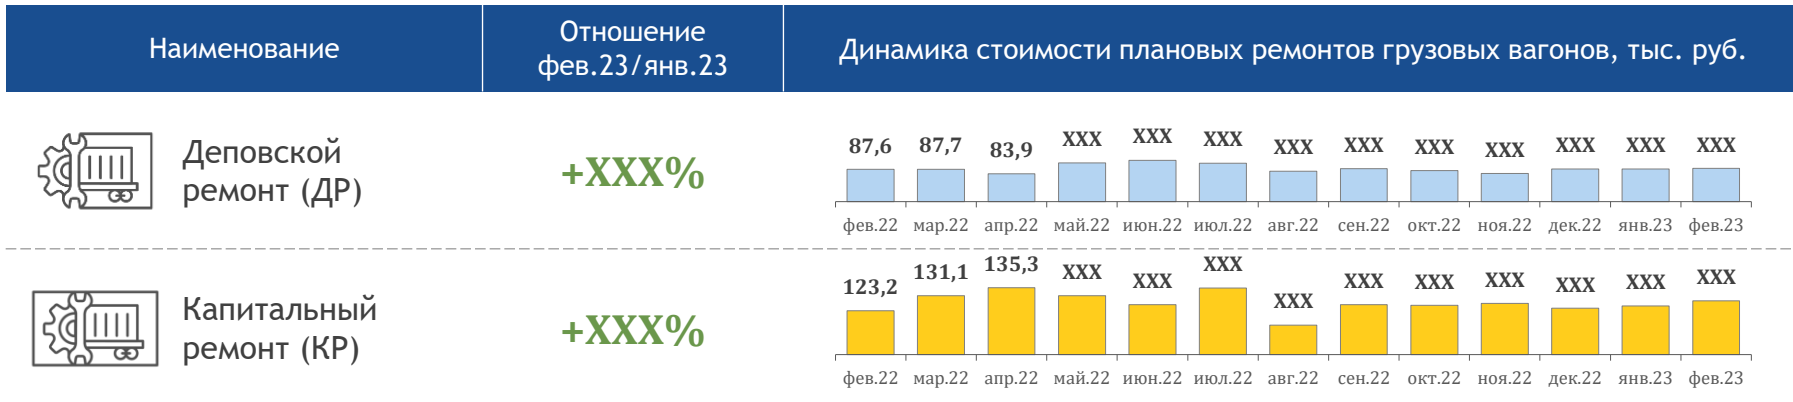 Наименование
Отношение
фев.23/янв.23
Динамика стоимости плановых ремонтов грузовых вагонов, тыс. руб.
Деповской
ремонт (ДР)
+XXX%
87,6 87,7 83,9 XXX XXX XXX XXX XXX XXX XXX XXX XXX XXX
фев.22 мар.22 апр.22 май.22 июн.22 июл.22 авг.22 сен.22 окт.22 ноя.22 дек.22 янв.23 фев.23
Капитальный
ремонт (КР)
+XXX%
123,2 131,1 135,3 XXX XXX XXX XXX XXX XXX XXX XXX XXX XXX
фев.22 мар.22 апр.22 май.22 июн.22 июл.22 авг.22 сен.22 окт.22 ноя.22 дек.22 янв.23 фев.23